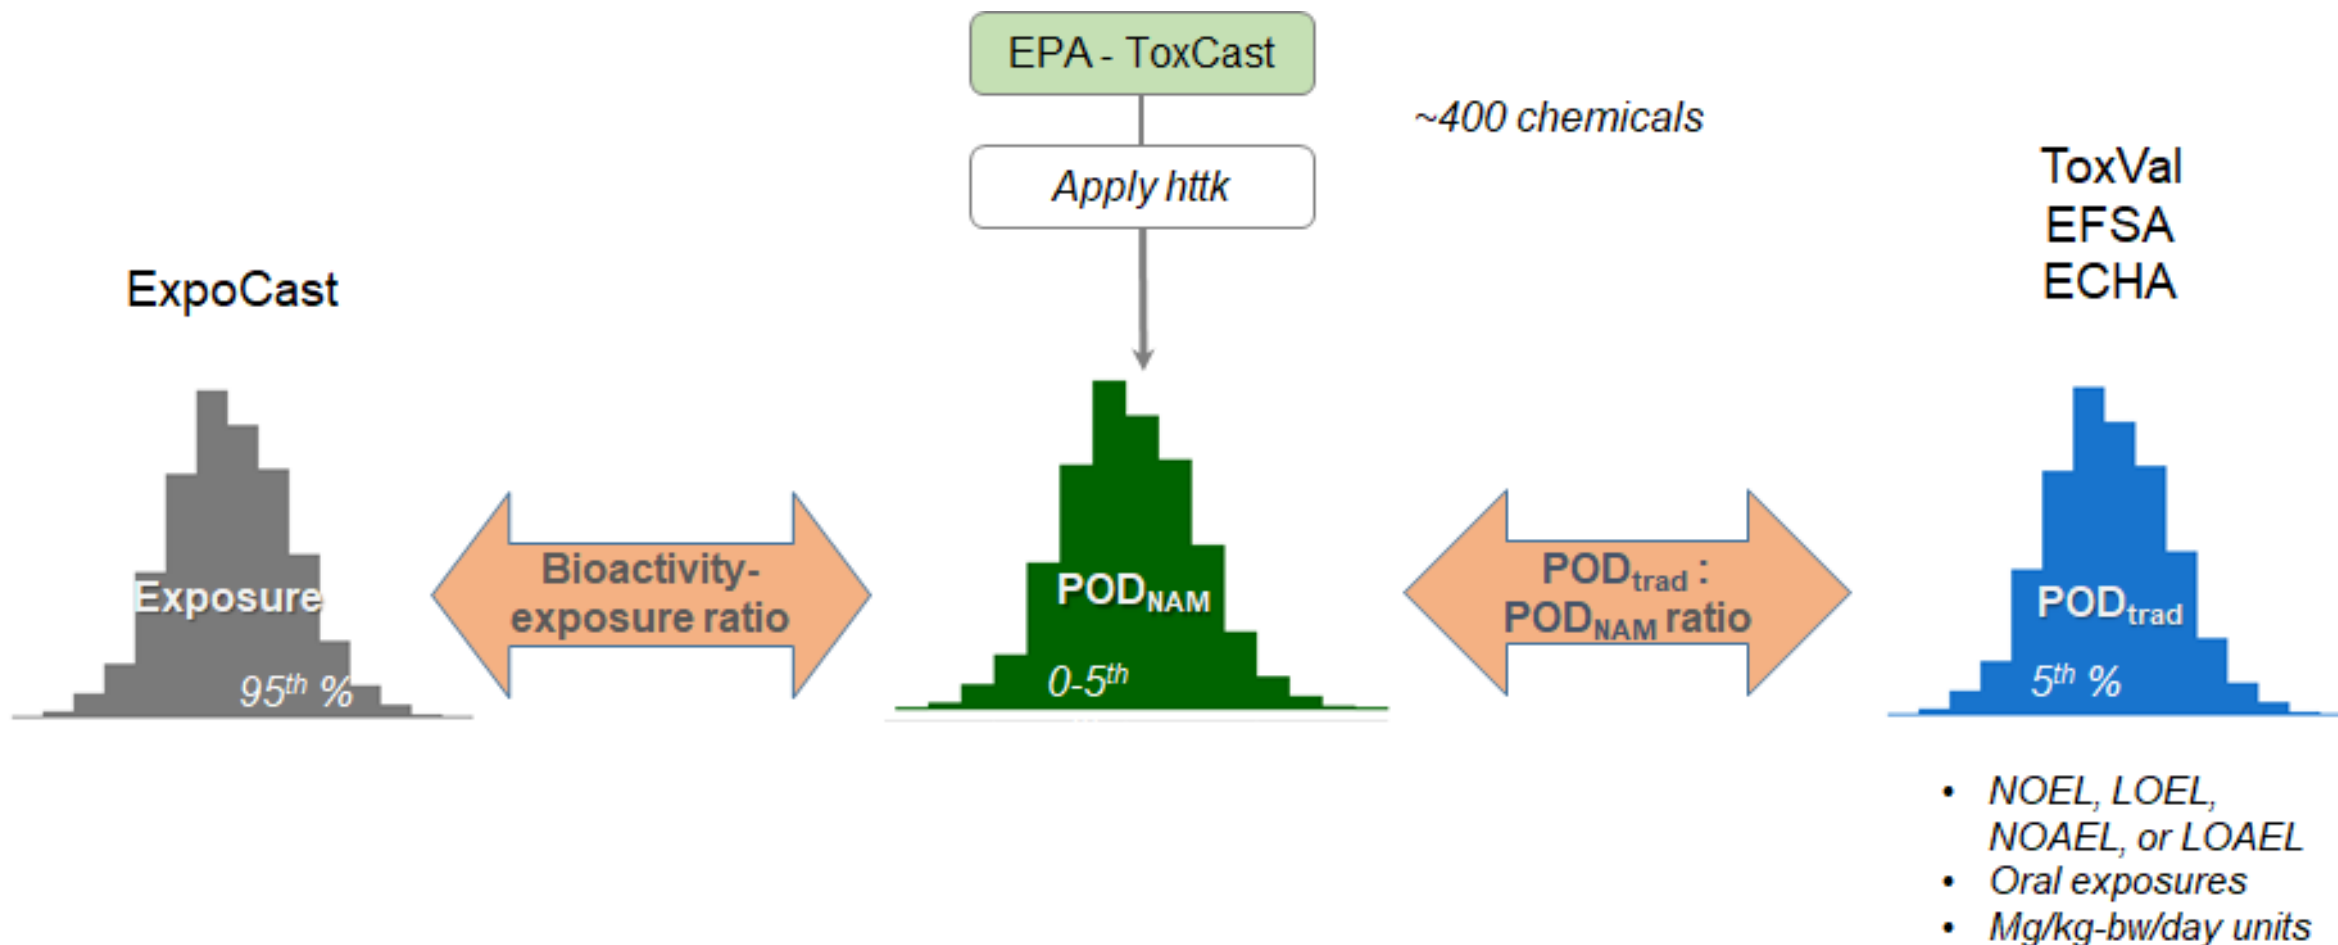 EPA - ToxCast
~400 chemicals
Apply httk
ToxVal
EFSA
ECHA
ExpoCast
Exposure
95th %
Bioactivity-
exposure ratio
PODNAM
0-5th
PODtrad :
PODNAM ratio
PODtrad
5th %
• NOEL, LOEL,
NOAEL, or LOAEL
• Oral exposures
• Mg/kg-bw/day units